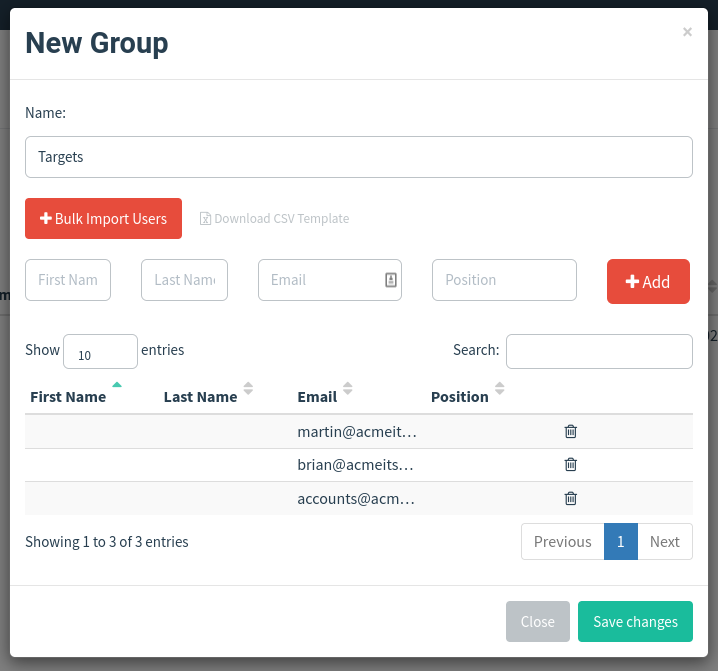 New Group
×
Name:
Targets
Bulk Import Users
Download CSV Template
First Nam
Last Name
Email
Position
Add
Show 10 entries
Search:
First Name
Last Name
Email
Position
martin@acmeit...
brian@acmeits...
accounts@acm...
Showing 1 to 3 of 3 entries
Previous
1
Next
Close
Save changes